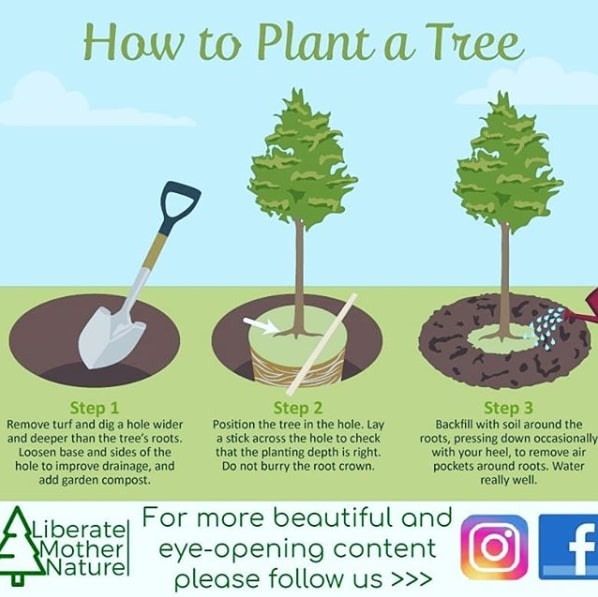 How to Plant a Tree
Step 1
Remove turf and dig a hole wider
and deeper than the tree's roots.
Loosen base and sides of the
hole to improve drainage, and
add garden compost.
Step 2
Position the tree in the hole. Lay
a stick across the hole to check
that the planting depth is right.
Do not burry the root crown.
Step 3
Backfill with soil around the
roots, pressing down occasionally
with your heel, to remove air
pockets around roots. Water
really well.
Liberate
Mother
Nature
For more beautiful and
eye-opening content
please follow us >>>
f